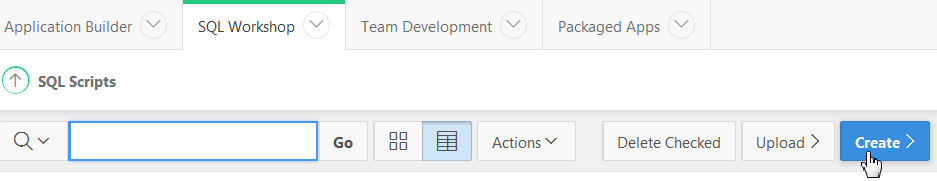 Application Builder SQL Workshop Team Development Packaged Apps
SQL Scripts
Go Actions Delete Checked Upload Create